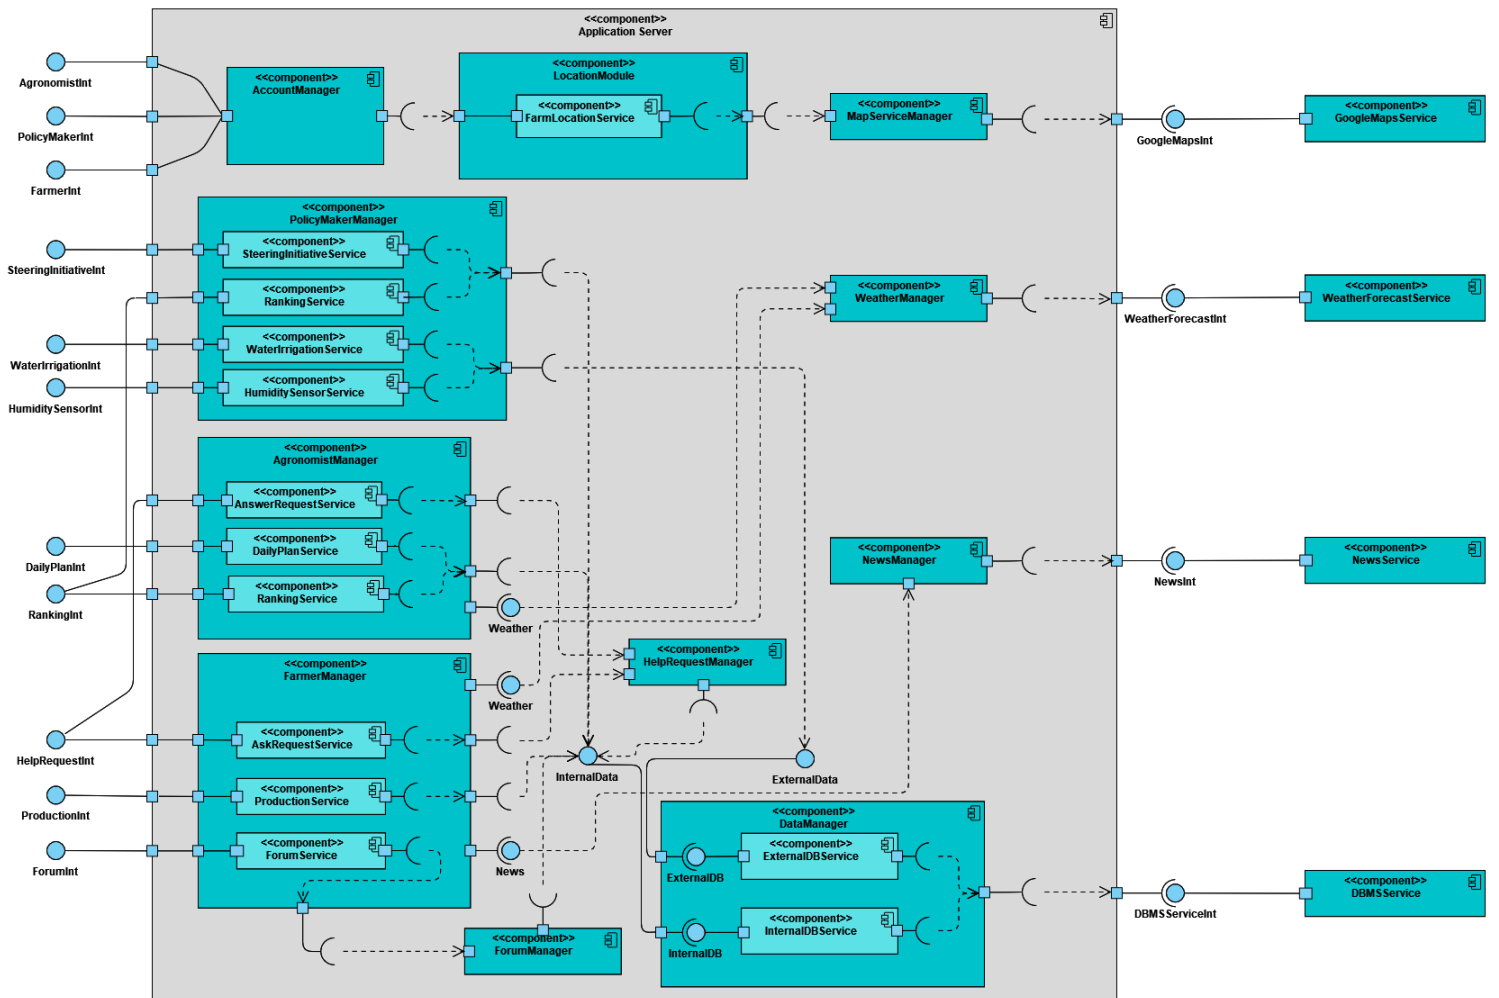 <<component>>
Application Server
AgronomistInt
PolicyMakerInt
FarmerInt
<<component>>
AccountManager
<<component>>
LocationModule
<<component>>
FarmLocationService
<<component>>
MapServiceManager
GoogleMapsInt
<<component>>
GoogleMapsService
<<component>>
PolicyMakerManager
SteeringInitiativeInt
<<component>>
SteeringInitiativeService
<<component>>
RankingService
WaterIrrigationInt
<<component>>
WaterIrrigationService
HumiditySensorInt
<<component>>
HumiditySensorService
<<component>>
WeatherManager
WeatherForecastInt
<<component>>
WeatherForecastService
<<component>>
AgronomistManager
<<component>>
AnswerRequestService
DailyPlanInt
<<component>>
DailyPlanService
RankingInt
<<component>>
RankingService
Weather
<<component>>
NewsManager
NewsInt
<<component>>
NewsService
<<component>>
FarmerManager
Weather
<<component>>
HelpRequestManager
HelpRequestInt
<<component>>
AskRequestService
ProductionInt
<<component>>
ProductionService
ForumInt
<<component>>
ForumService
News
InternalData
ExternalData
<<component>>
DataManager
<<component>>
ExternalDBService
ExternalDB
<<component>>
InternalDBService
InternalDB
<<component>>
ForumManager
DBMSServiceInt
<<component>>
DBMSService